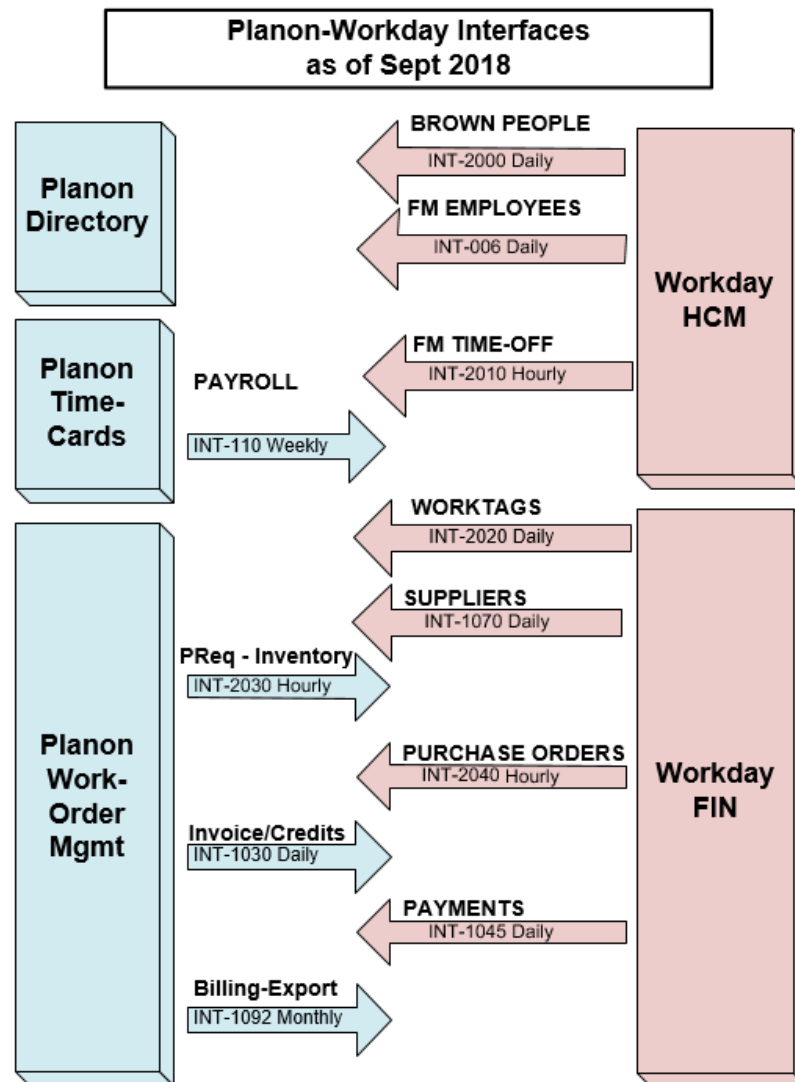 Planon-Workday Interfaces
as of Sept 2018
BROWN PEOPLE
INT-2000 Daily
Planon
Directory
FM EMPLOYEES
INT-006 Daily
Workday
HCM
FM TIME-OFF
INT-2010 Hourly
Planon
Time-
Cards
PAYROLL
INT-110 Weekly
WORKTAGS
INT-2020 Daily
SUPPLIERS
INT-1070 Daily
PReq - Inventory
INT-2030 Hourly
Planon
Work-
Order
Mgmt
PURCHASE ORDERS
INT-2040 Hourly
Workday
FIN
Invoice/Credits
INT-1030 Daily
PAYMENTS
INT-1045 Daily
Billing-Export
INT-1092 Monthly